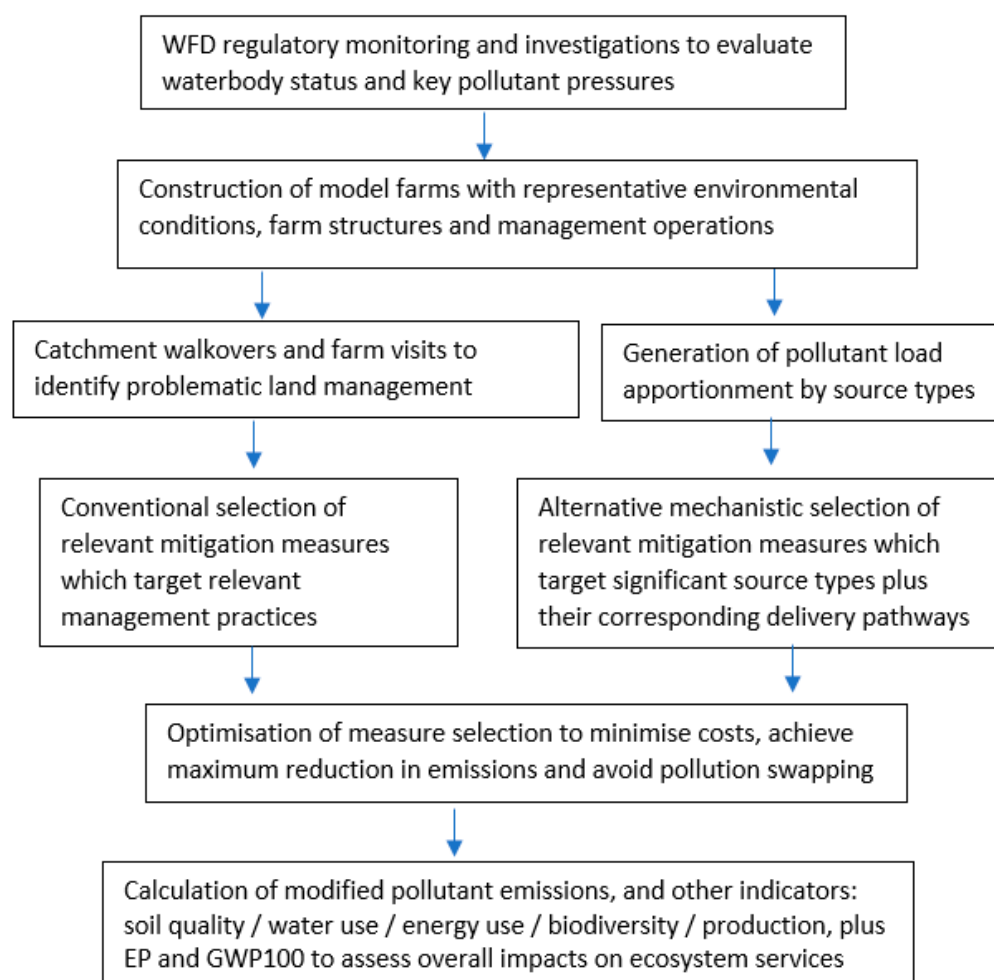 WFD regulatory monitoring and investigations to evaluate
waterbody status and key pollutant pressures
Construction of model farms with representative environmental
conditions, farm structures and management operations
Catchment walkovers and farm visits to
identify problematic land management
Generation of pollutant load
apportionment by source types
Conventional selection of
relevant mitigation measures
which target relevant
management practices
Alternative mechanistic selection of
relevant mitigation measures which
target significant source types plus
their corresponding delivery pathways
Optimisation of measure selection to minimise costs, achieve
maximum reduction in emissions and avoid pollution swapping
Calculation of modified pollutant emissions, and other indicators:
soil quality / water use / energy use / biodiversity / production, plus
EP and GWP100 to assess overall impacts on ecosystem services